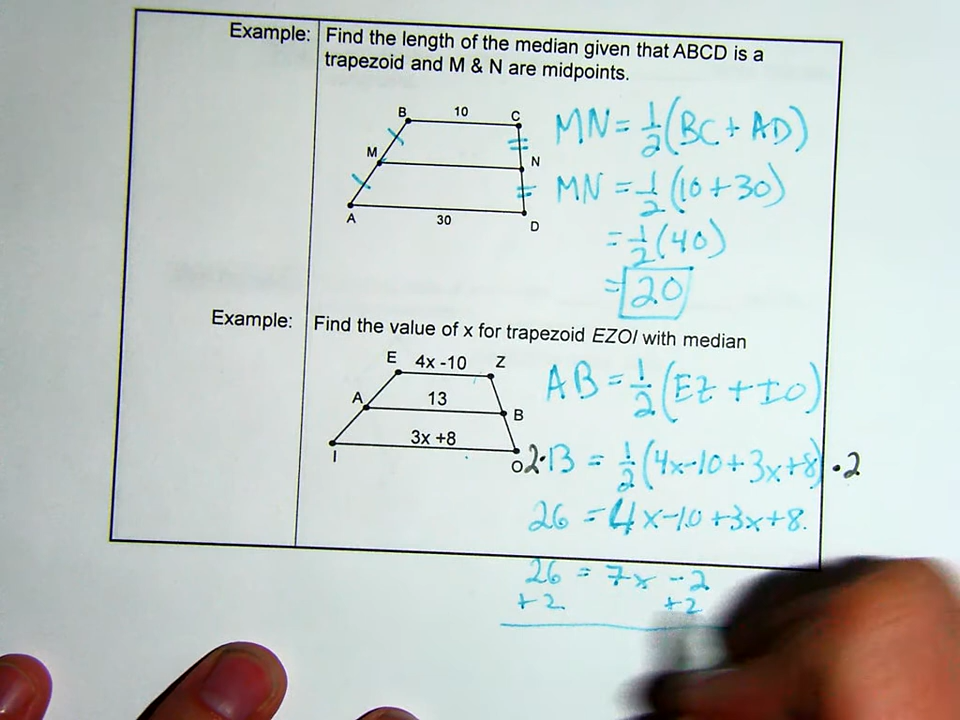 Example: Find the length of the median given that ABCD is a
trapezoid and M & N are midpoints.
B 10 C
M N
A 30 D
MN = 1/2 (BC + AD)
MN = 1/2 (10 + 30)
= 1/2 (40)
= 20
Example: Find the value of x for trapezoid EZOI with median
E 4x -10 Z
A 13 B
I 3x +8 O
AB = 1/2 (EZ + IO)
2·13 = 1/2 (4x-10+3x+8) •2
26 = 4x-10+3x+8.
26 = 7x -2
+2 +2